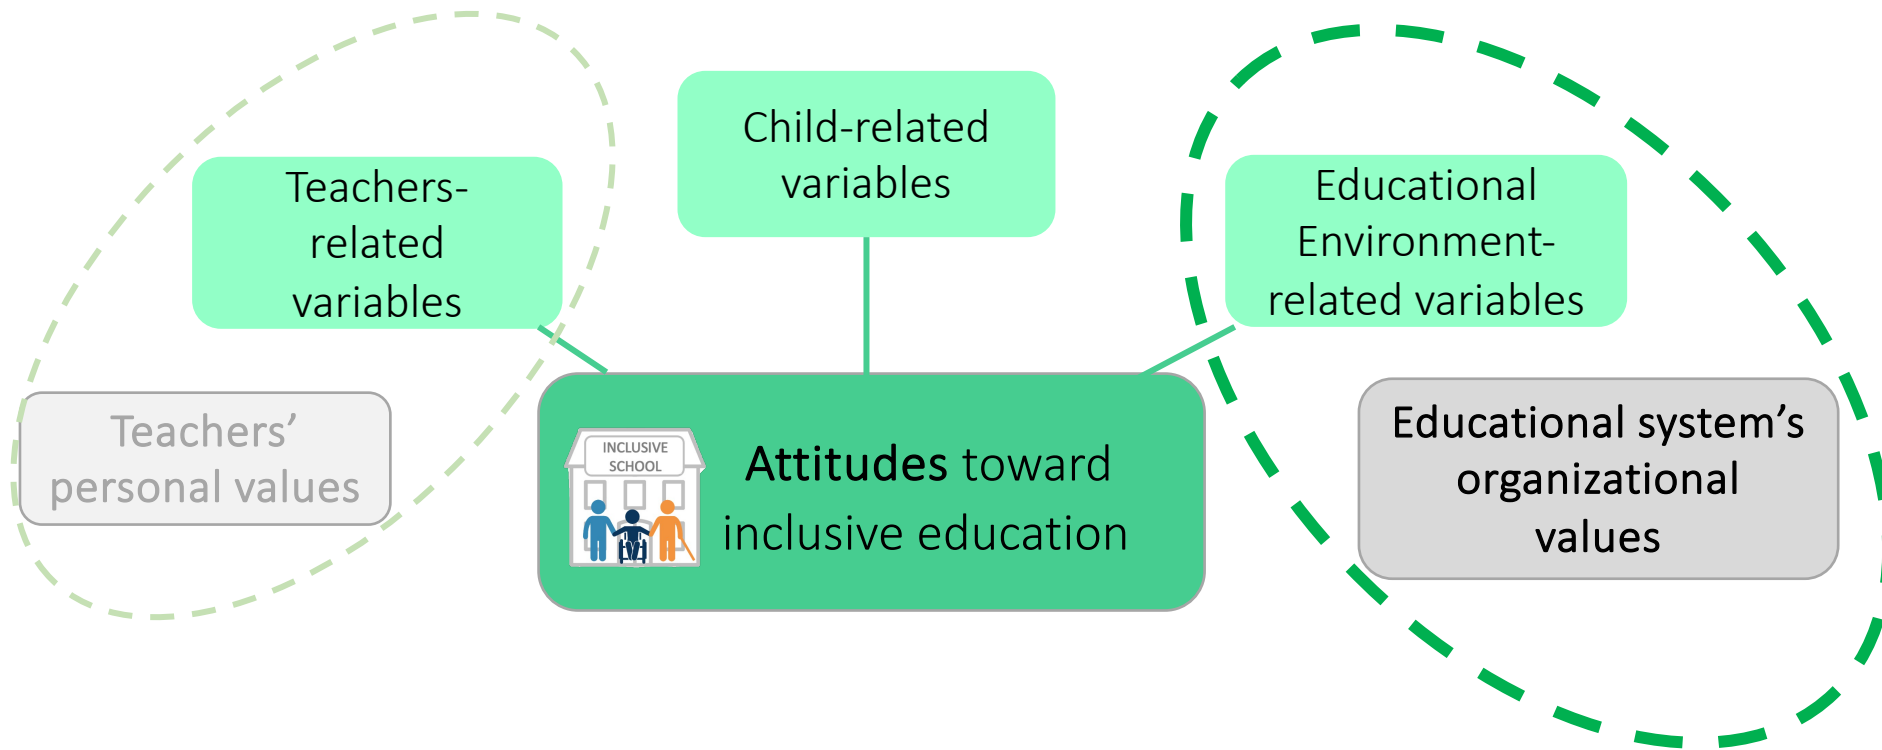 Child-related
variables
Teachers-
related
variables
Educational
Environment-
related variables
Teachers’
personal values
INCLUSIVE
SCHOOL
Attitudes toward
inclusive education
Educational system’s
organizational
values